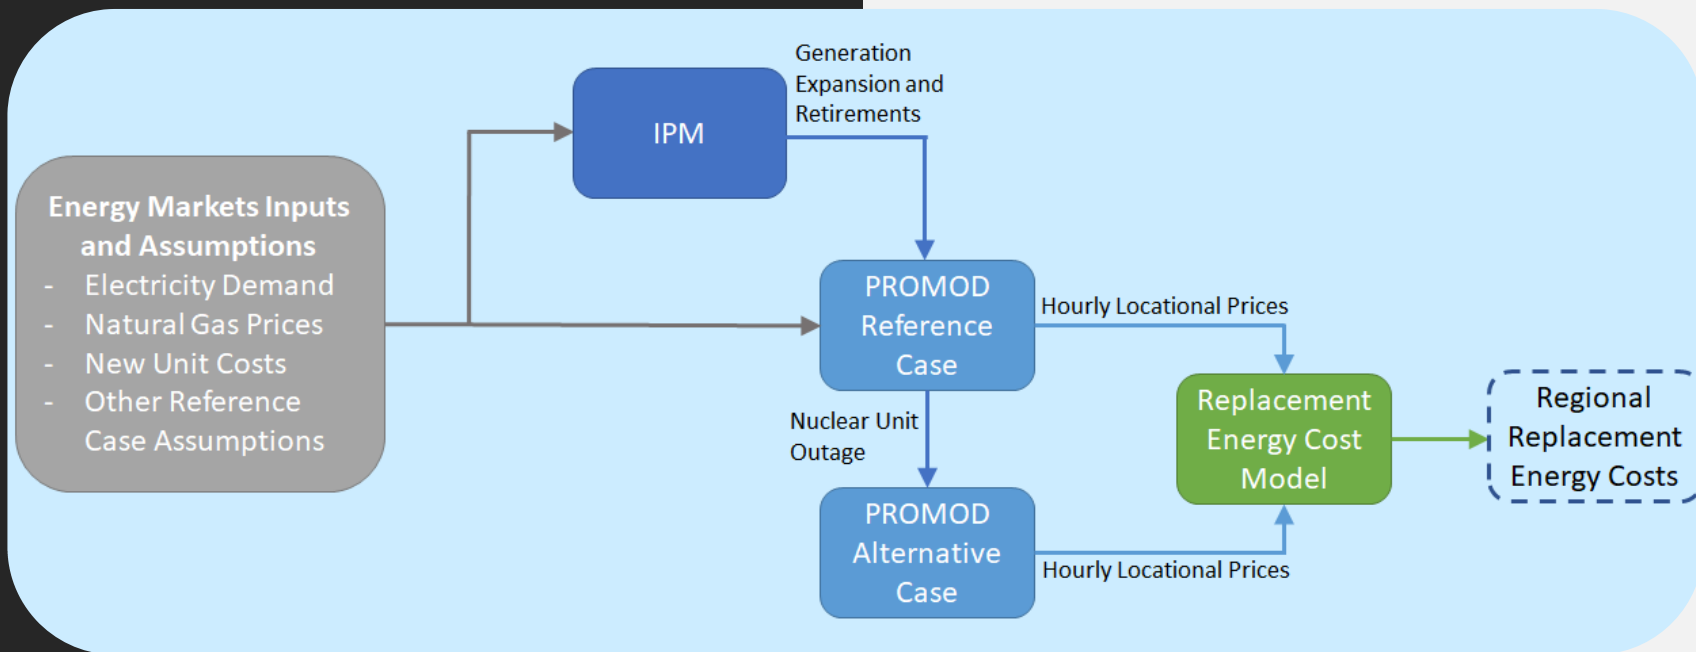 Generation
Expansion and
Retirements
IPM
Energy Markets Inputs
and Assumptions
- Electricity Demand
- Natural Gas Prices
- New Unit Costs
- Other Reference
Case Assumptions
PROMOD
Reference
Case
Hourly Locational Prices
Nuclear Unit
Outage
PROMOD
Alternative
Case
Hourly Locational Prices
Replacement
Energy Cost
Model
Regional
Replacement
Energy Costs